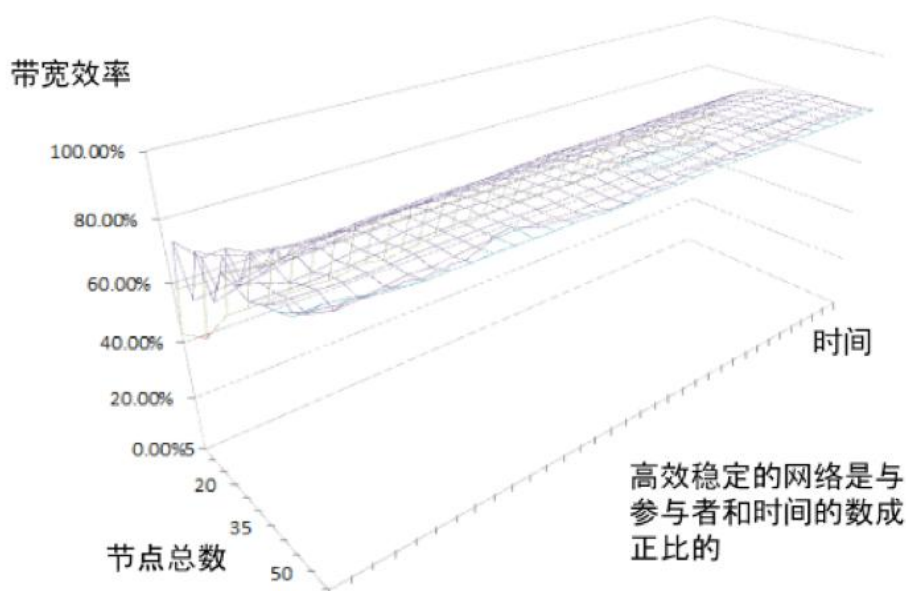 带宽效率
100.00%
80.00%
60.00%
40.00%
20.00%
0.00%
5
20
35
50
节点总数
时间
高效稳定的网络是与
参与者和时间的数成
正比的